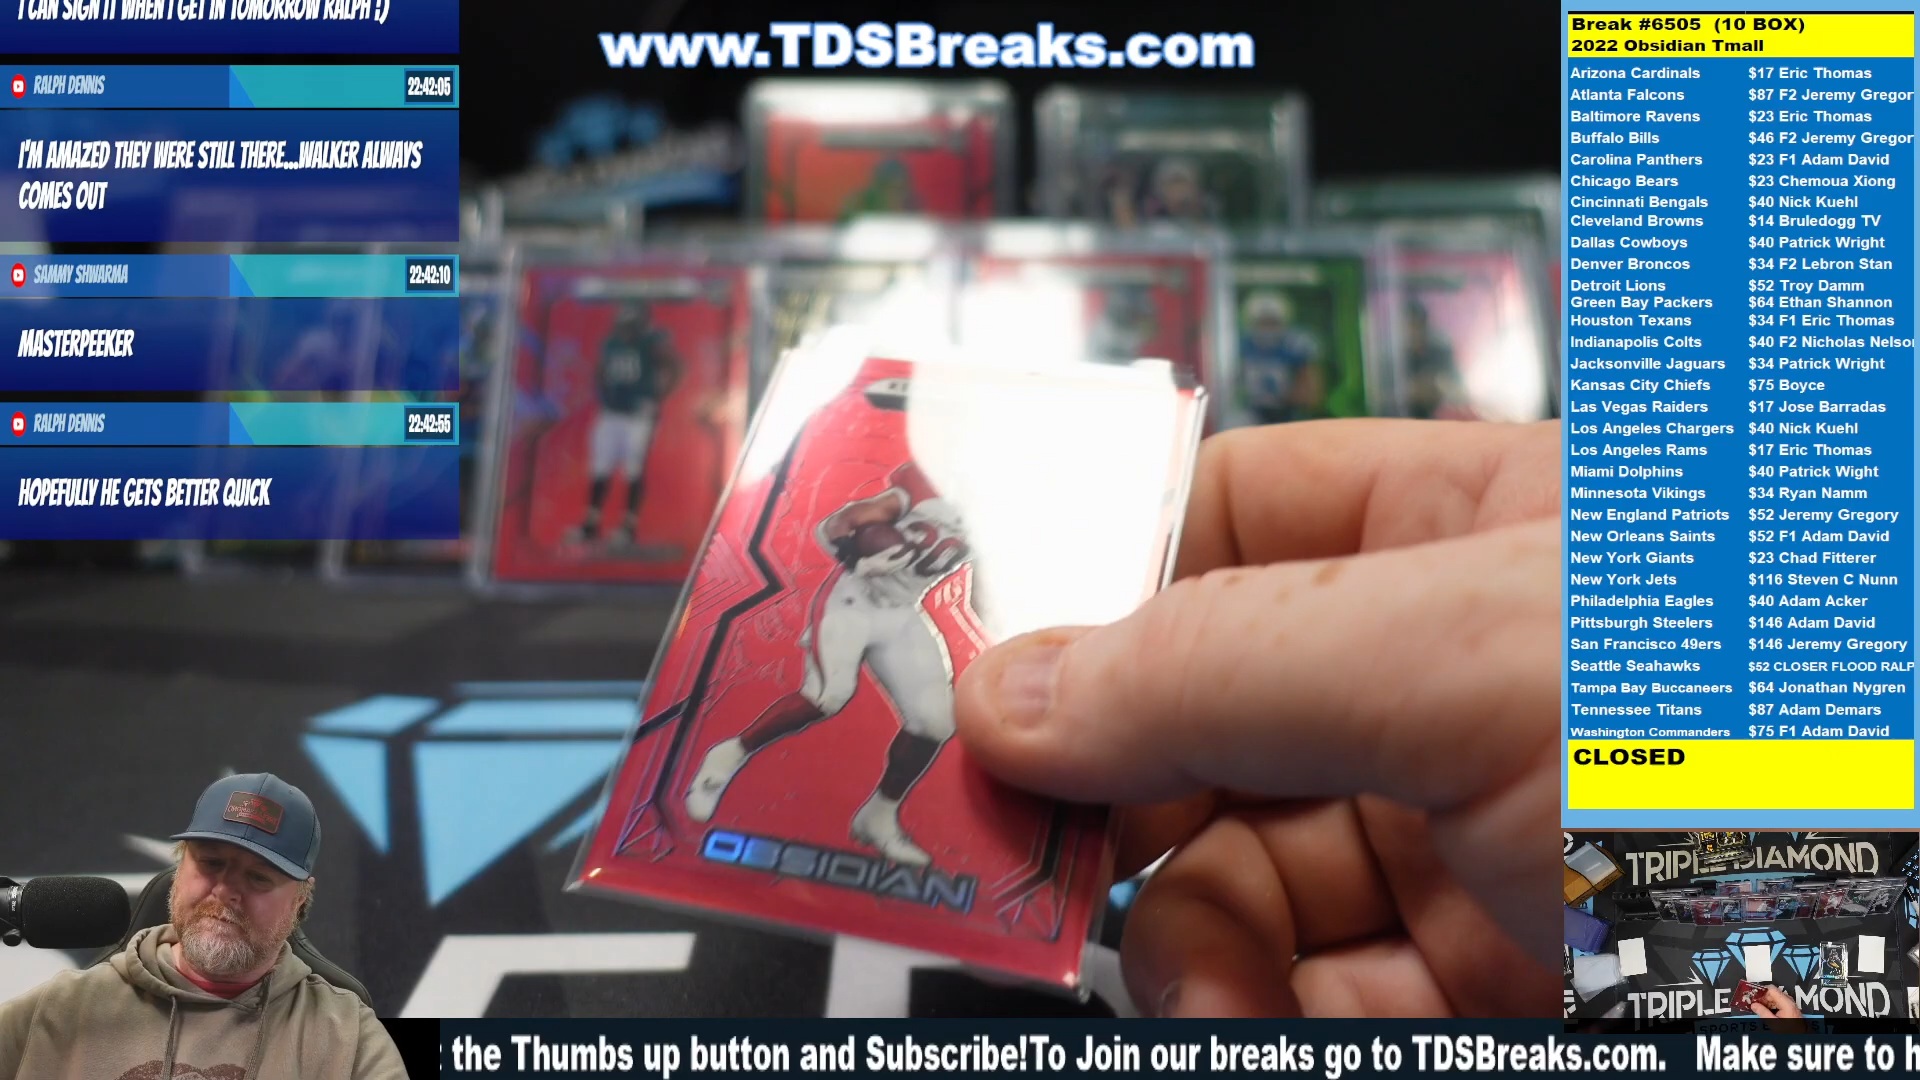 I CAN SIGN IT WHEN I GET IN TOMORROW RALPH :)
RALPH DENNIS 22:42:05
I'M AMAZED THEY WERE STILL THERE...WALKER ALWAYS
COMES OUT
SAMMY SHWARMA 22:42:10
MASTERPEEKER
RALPH DENNIS 22:42:55
HOPEFULLY HE GETS BETTER QUICK
www.TDSBreaks.com
OBSIDIAN
Break #6505 (10 BOX)
2022 Obsidian Tmall
Arizona Cardinals $17 Eric Thomas
Atlanta Falcons $87 F2 Jeremy Gregor
Baltimore Ravens $23 Eric Thomas
Buffalo Bills $46 F2 Jeremy Gregor
Carolina Panthers $23 F1 Adam David
Chicago Bears $23 Chemoua Xiong
Cincinnati Bengals $40 Nick Kuehl
Cleveland Browns $14 Bruledogg TV
Dallas Cowboys $40 Patrick Wright
Denver Broncos $34 F2 Lebron Stan
Detroit Lions $52 Troy Damm
Green Bay Packers $64 Ethan Shannon
Houston Texans $34 F1 Eric Thomas
Indianapolis Colts $40 F2 Nicholas Nelson
Jacksonville Jaguars $34 Patrick Wright
Kansas City Chiefs $75 Boyce
Las Vegas Raiders $17 Jose Barradas
Los Angeles Chargers $40 Nick Kuehl
Los Angeles Rams $17 Eric Thomas
Miami Dolphins $40 Patrick Wight
Minnesota Vikings $34 Ryan Namm
New England Patriots $52 Jeremy Gregory
New Orleans Saints $52 F1 Adam David
New York Giants $23 Chad Fitterer
New York Jets $116 Steven C Nunn
Philadelphia Eagles $40 Adam Acker
Pittsburgh Steelers $146 Adam David
San Francisco 49ers $146 Jeremy Gregory
Seattle Seahawks $52 CLOSER FLOOD RALP
Tampa Bay Buccaneers $64 Jonathan Nygren
Tennessee Titans $87 Adam Demars
Washington Commanders $75 F1 Adam David
CLOSED
TRIPLE DIAMOND
TRIPLE DIAMOND
the Thumbs up button and Subscribe!To Join our breaks go to TDSBreaks.com. Make sure to h